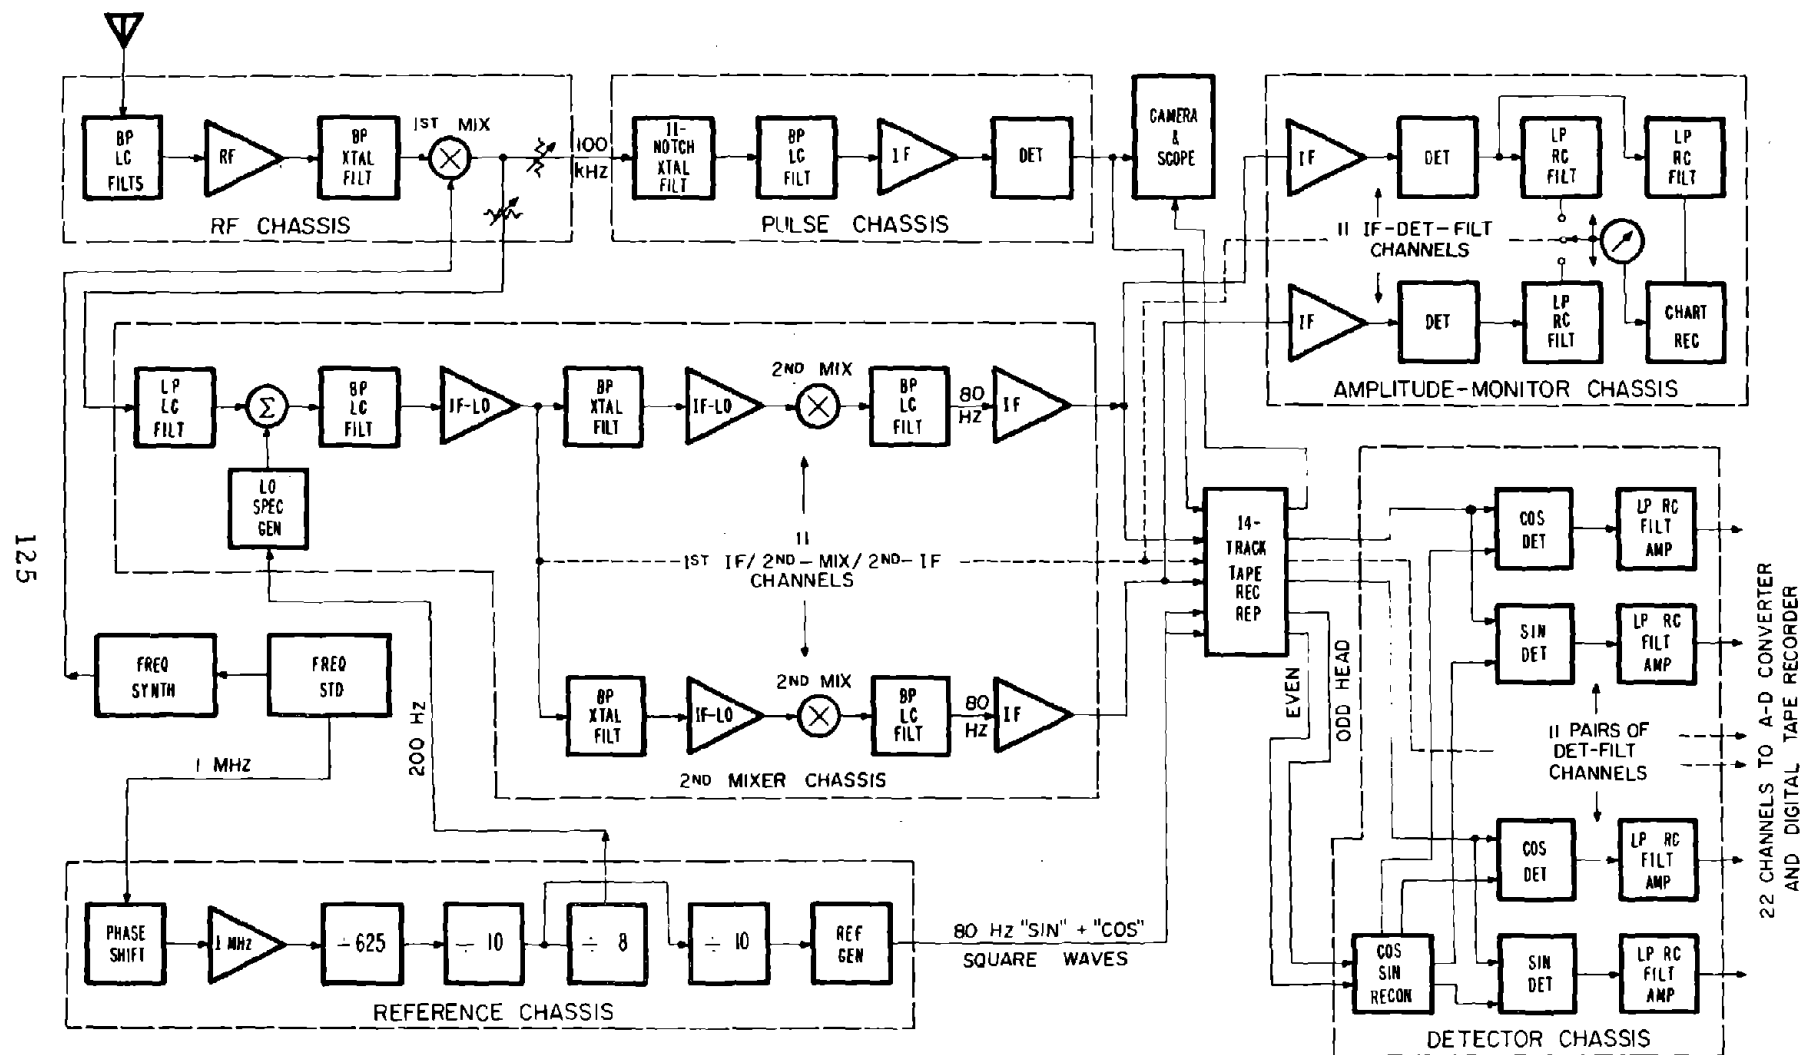 1ST MIX
BP
LC
FILTS
RF
BP
XTAL
FILT
100
kHz
RF CHASSIS
11-
NOTCH
XTAL
FILT
BP
LC
FILT
IF
DET
PULSE CHASSIS
CAMERA
&
SCOPE
IF
DET
LP
RC
FILT
LP
RC
FILT
11 IF-DET-FILT
CHANNELS
IF
DET
LP
RC
FILT
CHART
REC
AMPLITUDE-MONITOR CHASSIS
LP
LC
FILT
Σ
BP
LC
FILT
IF-LO
BP
XTAL
FILT
IF-LO
2ND MIX
BP
LC
FILT
80
HZ
IF
LO
SPEC
GEN
11
1ST IF/2ND-MIX/2ND-IF
CHANNELS
BP
XTAL
FILT
IF-LO
2ND MIX
BP
LC
FILT
80
HZ
IF
2ND MIXER CHASSIS
14-
TRACK
TAPE
REC
REP
EVEN
ODD HEAD
COS
DET
LP RC
FILT
AMP
SIN
DET
LP RC
FILT
AMP
11 PAIRS OF
DET-FILT
CHANNELS
COS
DET
LP RC
FILT
AMP
COS
SIN
RECON
SIN
DET
LP RC
FILT
AMP
DETECTOR CHASSIS
22 CHANNELS TO A-D CONVERTER
AND DIGITAL TAPE RECORDER
FREQ
SYNTH
FREQ
STD
1 MHZ
200 HZ
PHASE
SHIFT
1 MHZ
÷625
÷ 10
÷ 8
÷ 10
REF
GEN
80 HZ "SIN" + "COS"
SQUARE WAVES
REFERENCE CHASSIS
125